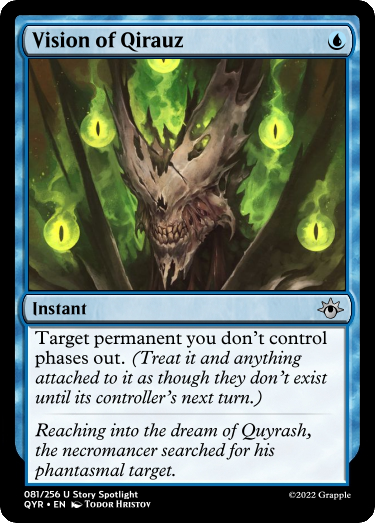 Vision of Qirauz
Instant
Target permanent you don't control
phases out. (Treat it and anything
attached to it as though they don't exist
until its controller's next turn.)
Reaching into the dream of Quyrash,
the necromancer searched for his
phantasmal target.
081/256 U Story Spotlight
QYR • EN Todor Hristov
©2022 Grapple